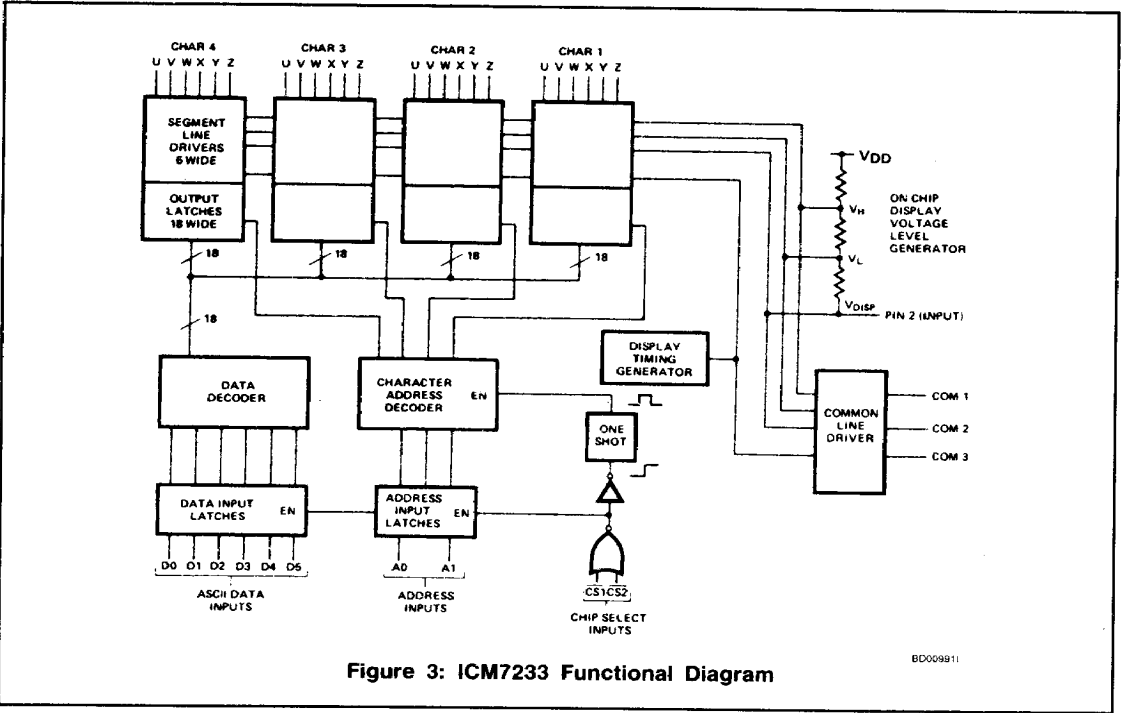 CHAR 4 CHAR 3 CHAR 2 CHAR 1
U V W X Y Z U V W X Y Z U V W X Y Z U V W X Y Z
SEGMENT
LINE
DRIVERS
6 WIDE
OUTPUT
LATCHES
18 WIDE
18 18 18 18
18
VDD
VH
VL
VDISP
ON CHIP
DISPLAY
VOLTAGE
LEVEL
GENERATOR
PIN 2 (INPUT)
DATA
DECODER
CHARACTER
ADDRESS
DECODER
EN
DISPLAY
TIMING
GENERATOR
ONE
SHOT
COMMON
LINE
DRIVER
COM 1
COM 2
COM 3
DATA INPUT
LATCHES
EN
ADDRESS
INPUT
LATCHES
EN
D0 D1 D2 D3 D4 D5
A0 A1
CS1 CS2
ASCII DATA
INPUTS
ADDRESS
INPUTS
CHIP SELECT
INPUTS
BD00991I
Figure 3: ICM7233 Functional Diagram